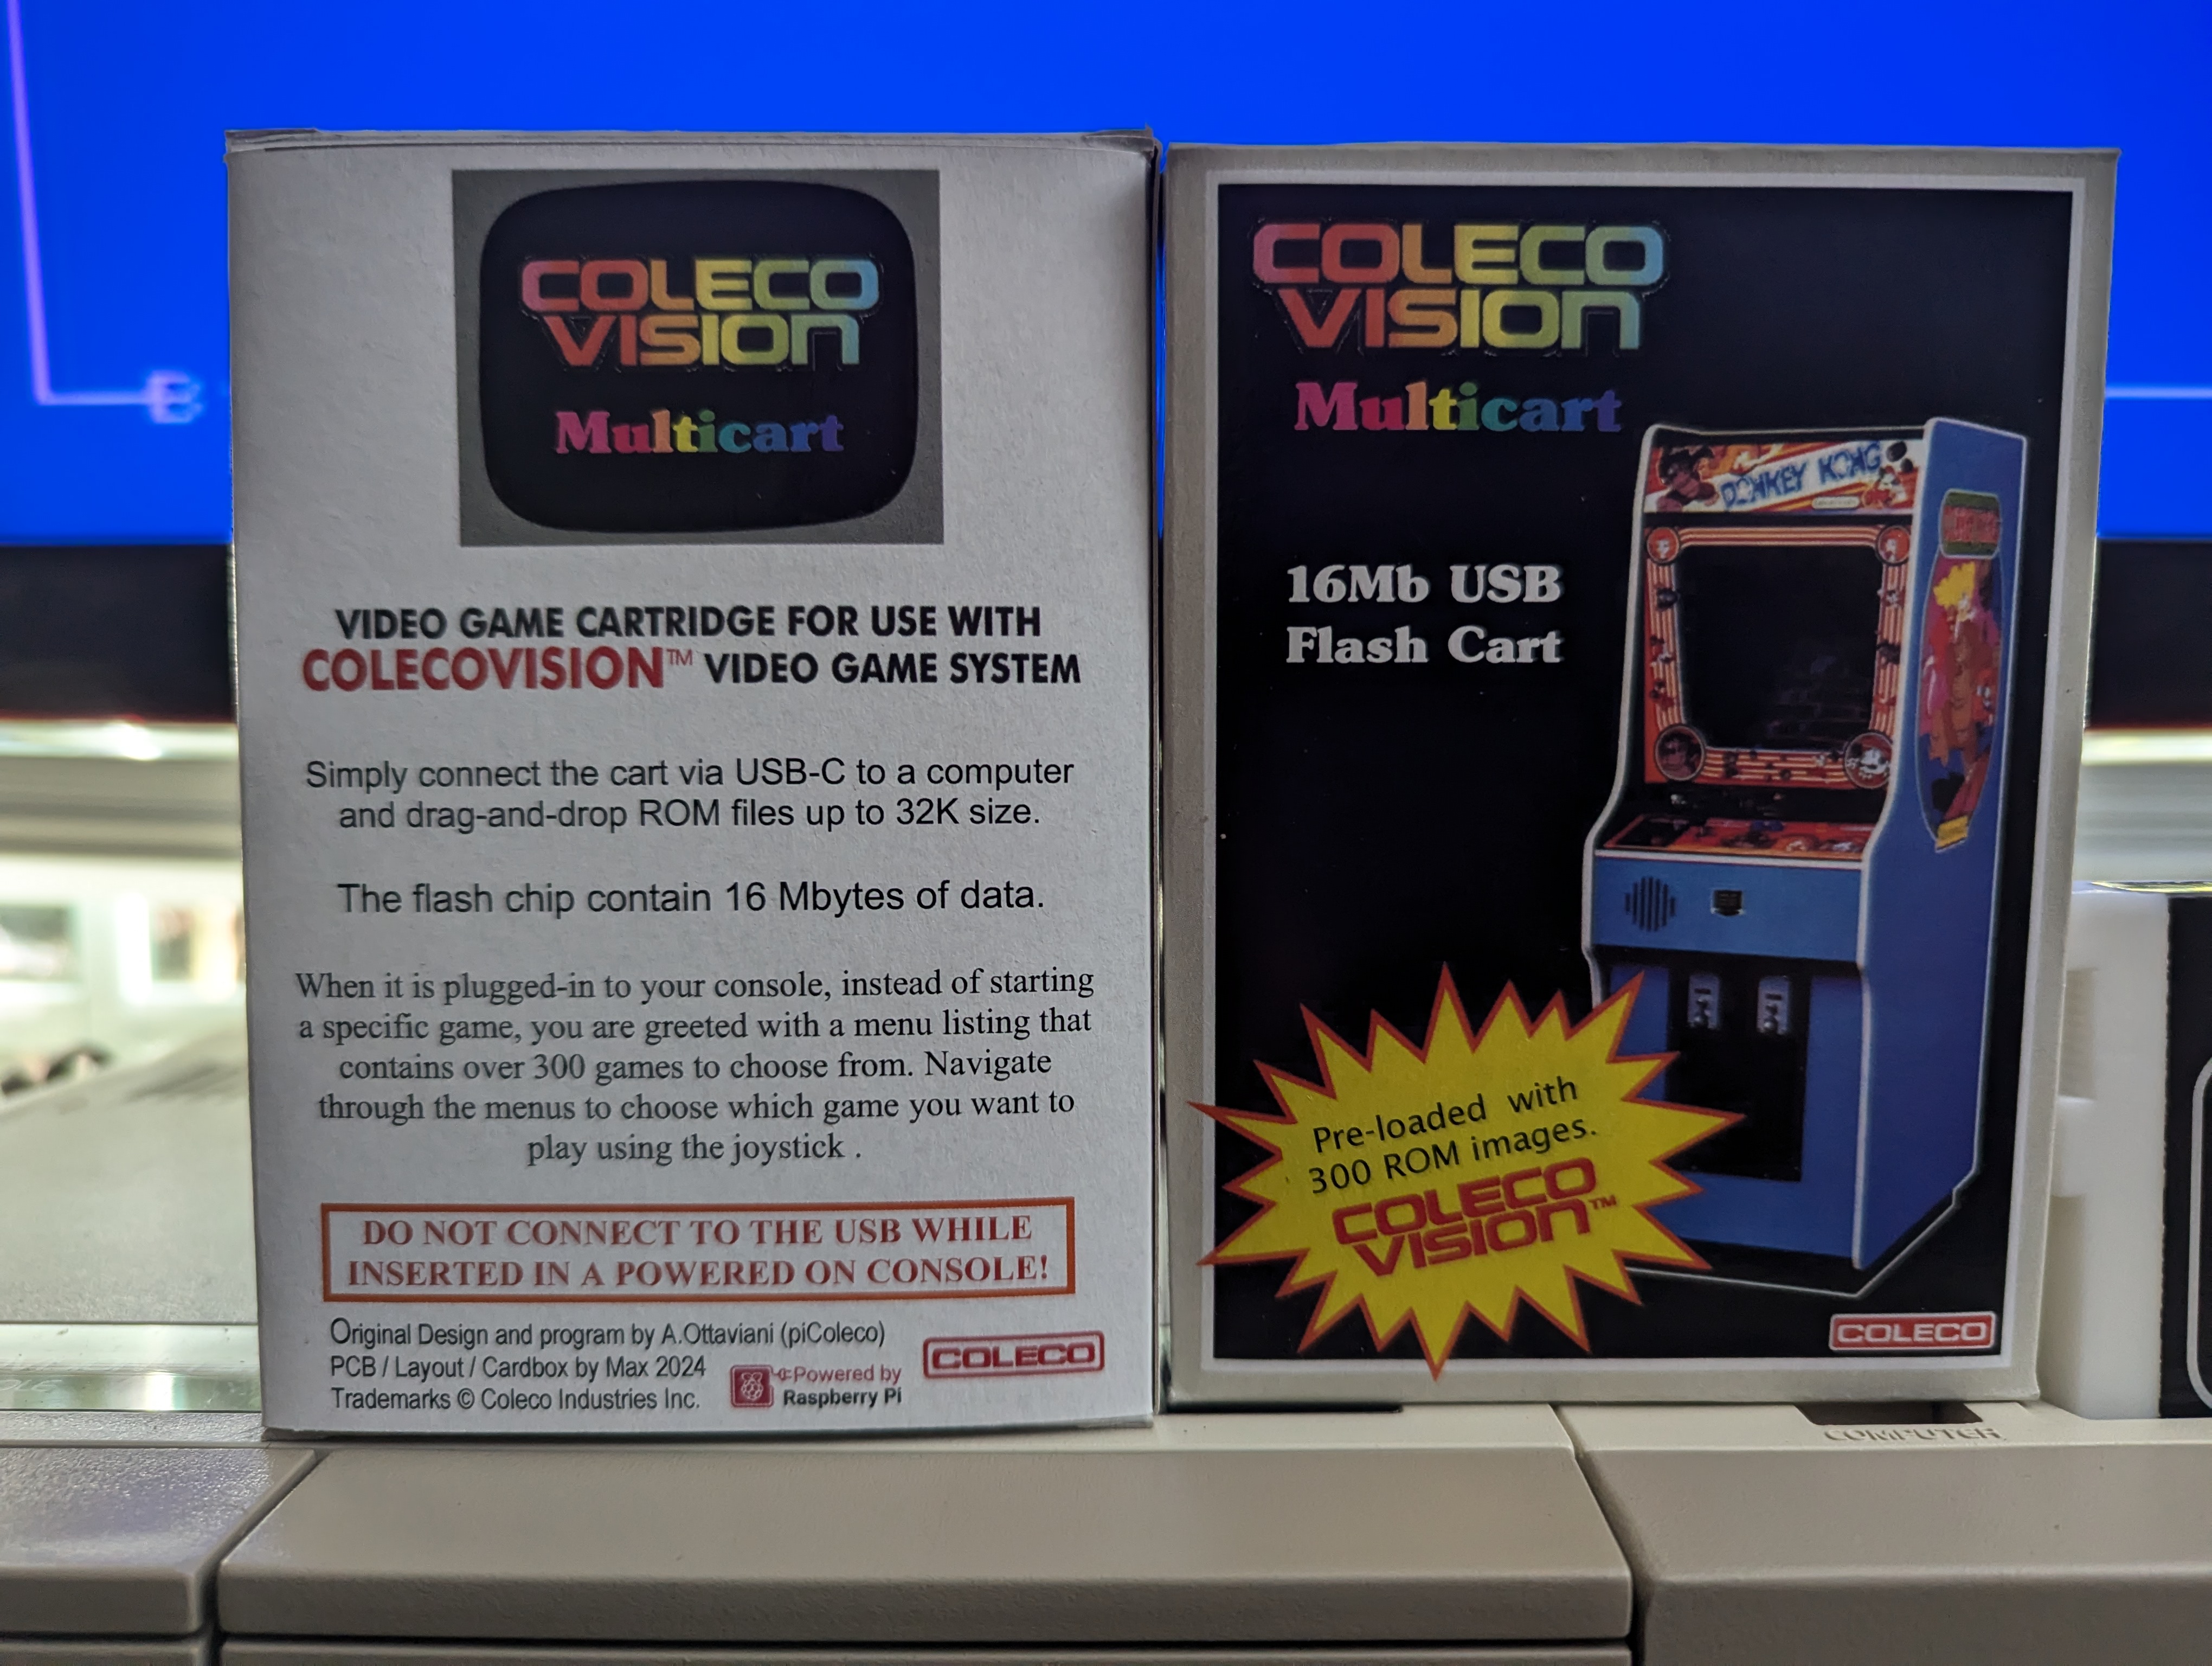 COLECO
VISION
Multicart
VIDEO GAME CARTRIDGE FOR USE WITH
COLECOVISION™ VIDEO GAME SYSTEM
Simply connect the cart via USB-C to a computer
and drag-and-drop ROM files up to 32K size.
The flash chip contain 16 Mbytes of data.
When it is plugged-in to your console, instead of starting
a specific game, you are greeted with a menu listing that
contains over 300 games to choose from. Navigate
through the menus to choose which game you want to
play using the joystick .
DO NOT CONNECT TO THE USB WHILE
INSERTED IN A POWERED ON CONSOLE!
Original Design and program by A.Ottaviani (piColeco)
PCB / Layout / Cardbox by Max 2024
Trademarks © Coleco Industries Inc.
Powered by
Raspberry Pi
COLECO
COLECO
VISION
Multicart
DONKEY KONG
16Mb USB
Flash Cart
Pre-loaded with
300 ROM images.
COLECO
VISION™
COLECO
COMPUTER